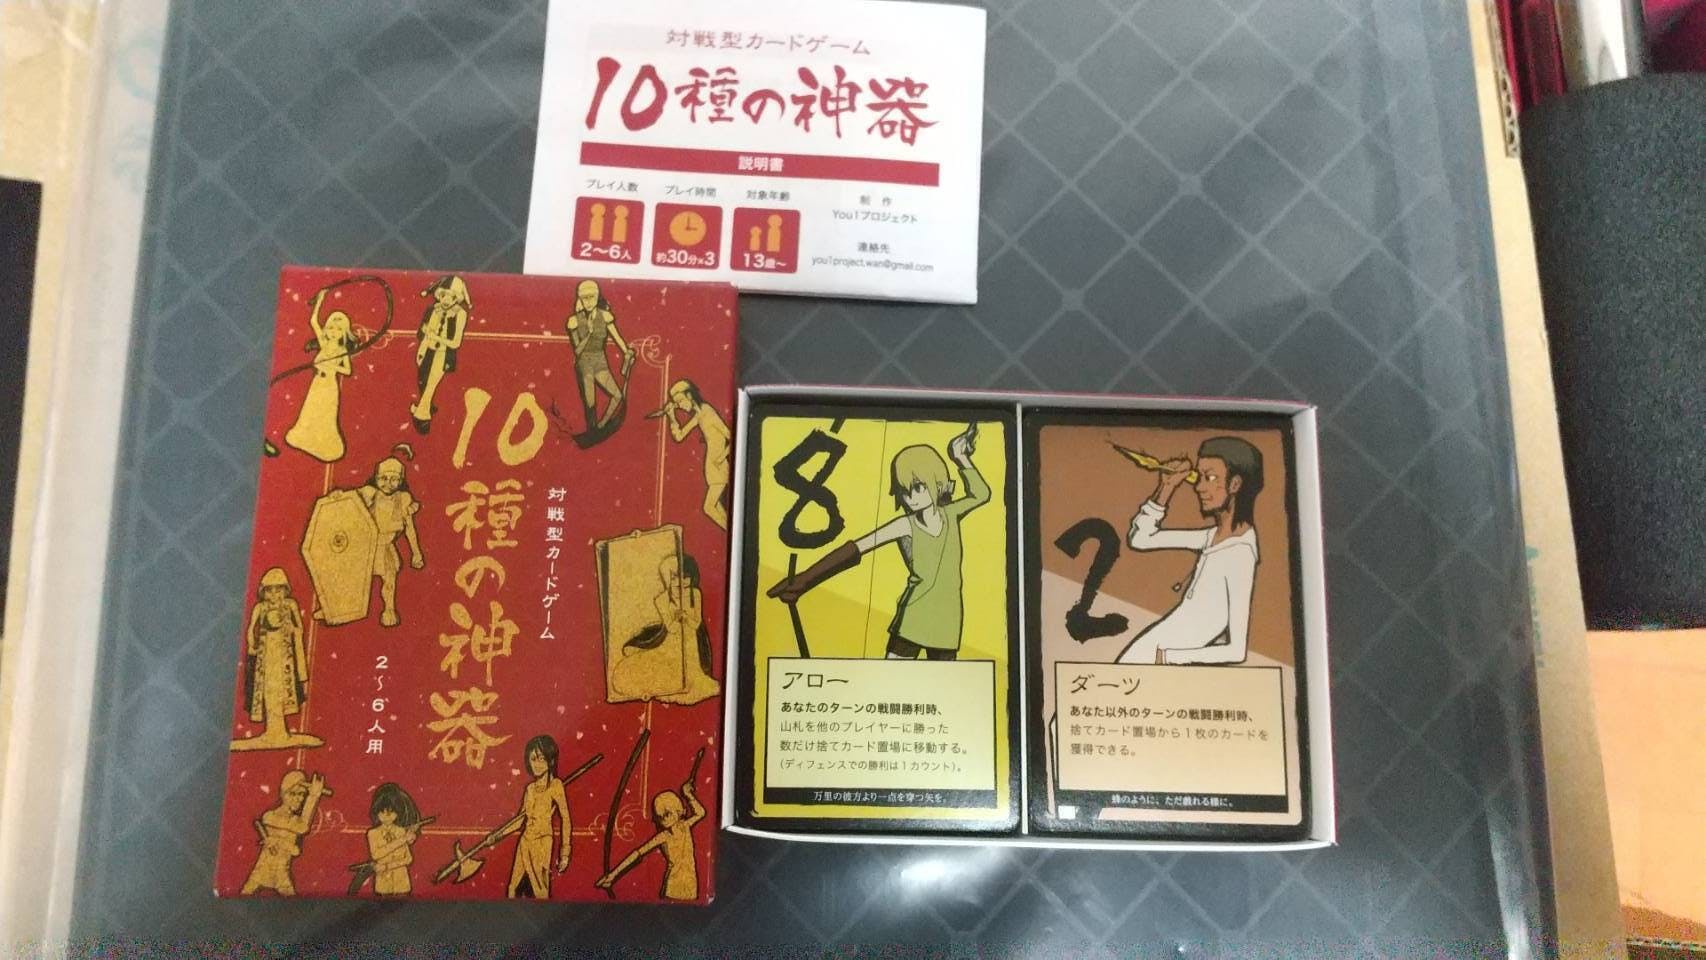 対戦型カードゲーム
10種の神器
説明書
プレイ人数
プレイ時間
対象年齢
2〜6人
約30分×3
13歳〜
制 作
You1プロジェクト
連絡先
you1project.wan@gmail.com
10種の神器
対戦型カードゲーム
2〜6人用
8
アロー
あなたのターンの戦闘勝利時、
山札を他のプレイヤーに勝った
数だけ捨てカード置場に移動する。
(ディフェンスでの勝利は1カウント)。
万里の彼方より一点を穿つ矢を。
2
ダーツ
あなた以外のターンの戦闘勝利時、
捨てカード置場から1枚のカードを
獲得できる。
蜂のように、ただ戯れる様に。